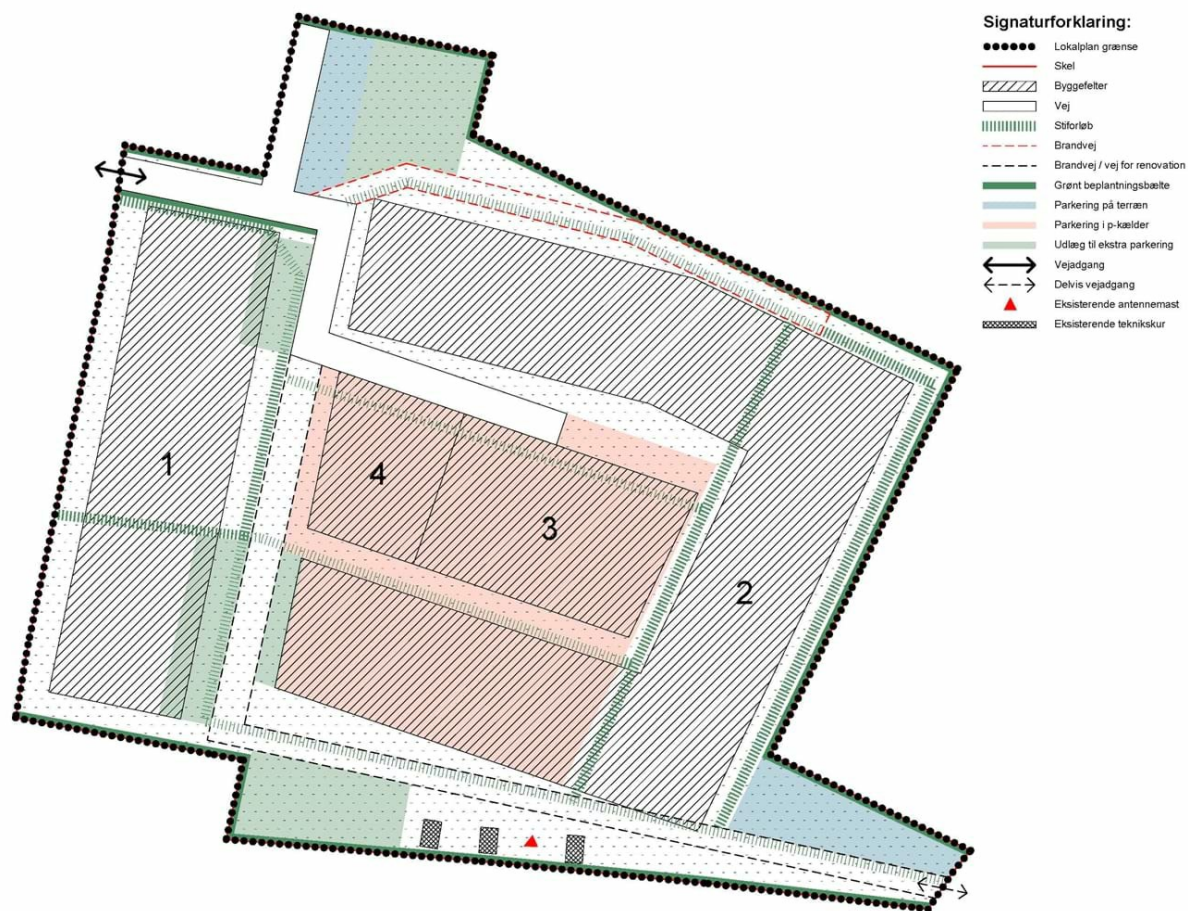 Signaturforklaring:
Lokalplan grænse
Skel
Byggefelter
Vej
Stiforløb
Brandvej
Brandvej / vej for renovation
Grønt beplantningsbælte
Parkering på terræn
Parkering i p-kælder
Udlæg til ekstra parkering
Vejadgang
Delvis vejadgang
Eksisterende antennemast
Eksisterende teknikskur
1
4
3
2